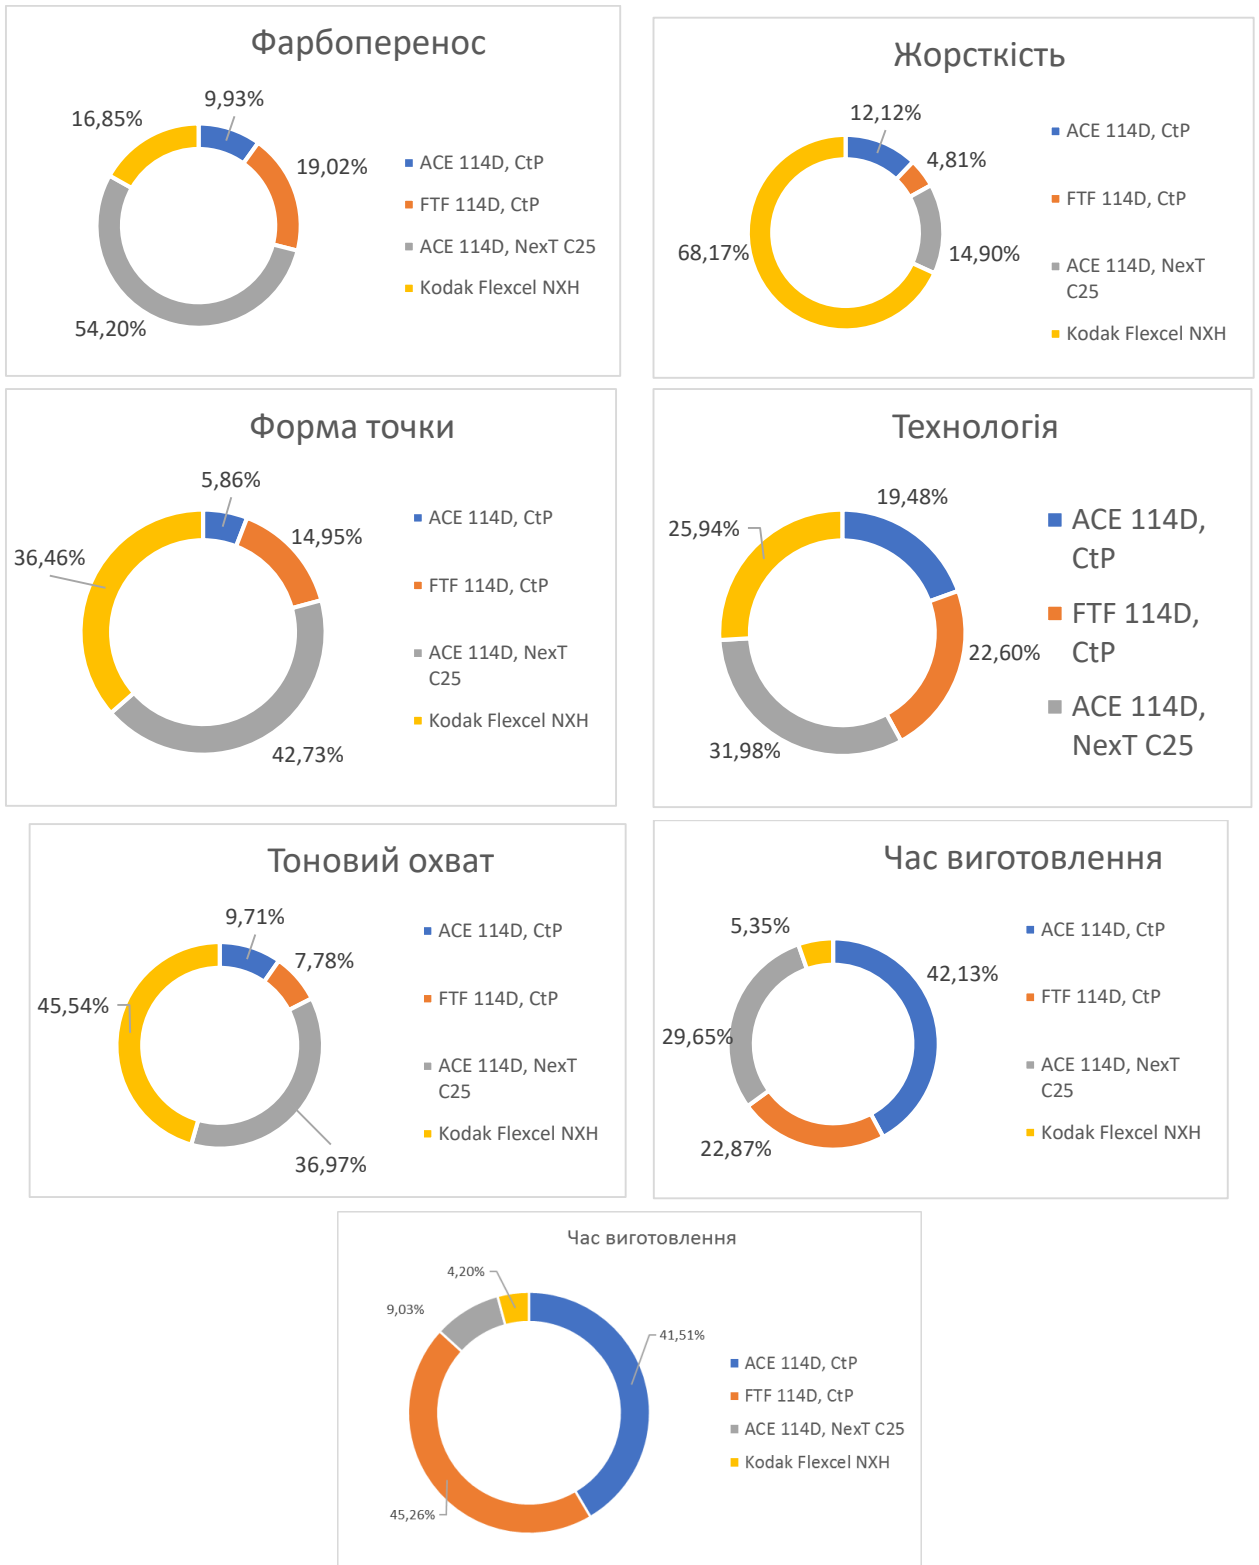 Фарбоперенос
9,93%
16,85%
19,02%
54,20%
ACE 114D, CtP
FTF 114D, CtP
ACE 114D, NexT C25
Kodak Flexcel NXH
Жорсткість
12,12%
4,81%
68,17%
14,90%
ACE 114D, CtP
FTF 114D, CtP
ACE 114D, NexT
C25
Kodak Flexcel NXH
Форма точки
5,86%
14,95%
36,46%
42,73%
ACE 114D, CtP
FTF 114D, CtP
ACE 114D, NexT
C25
Kodak Flexcel NXH
Технологія
19,48%
25,94%
22,60%
31,98%
ACE 114D,
CtP
FTF 114D,
CtP
ACE 114D,
NexT C25
Тоновий охват
9,71%
7,78%
45,54%
36,97%
ACE 114D, CtP
FTF 114D, CtP
ACE 114D, NexT
C25
Kodak Flexcel NXH
Час виготовлення
5,35%
42,13%
29,65%
22,87%
ACE 114D, CtP
FTF 114D, CtP
ACE 114D, NexT
C25
Kodak Flexcel NXH
Час виготовлення
4,20%
9,03%
41,51%
45,26%
ACE 114D, CtP
FTF 114D, CtP
ACE 114D, NexT C25
Kodak Flexcel NXH